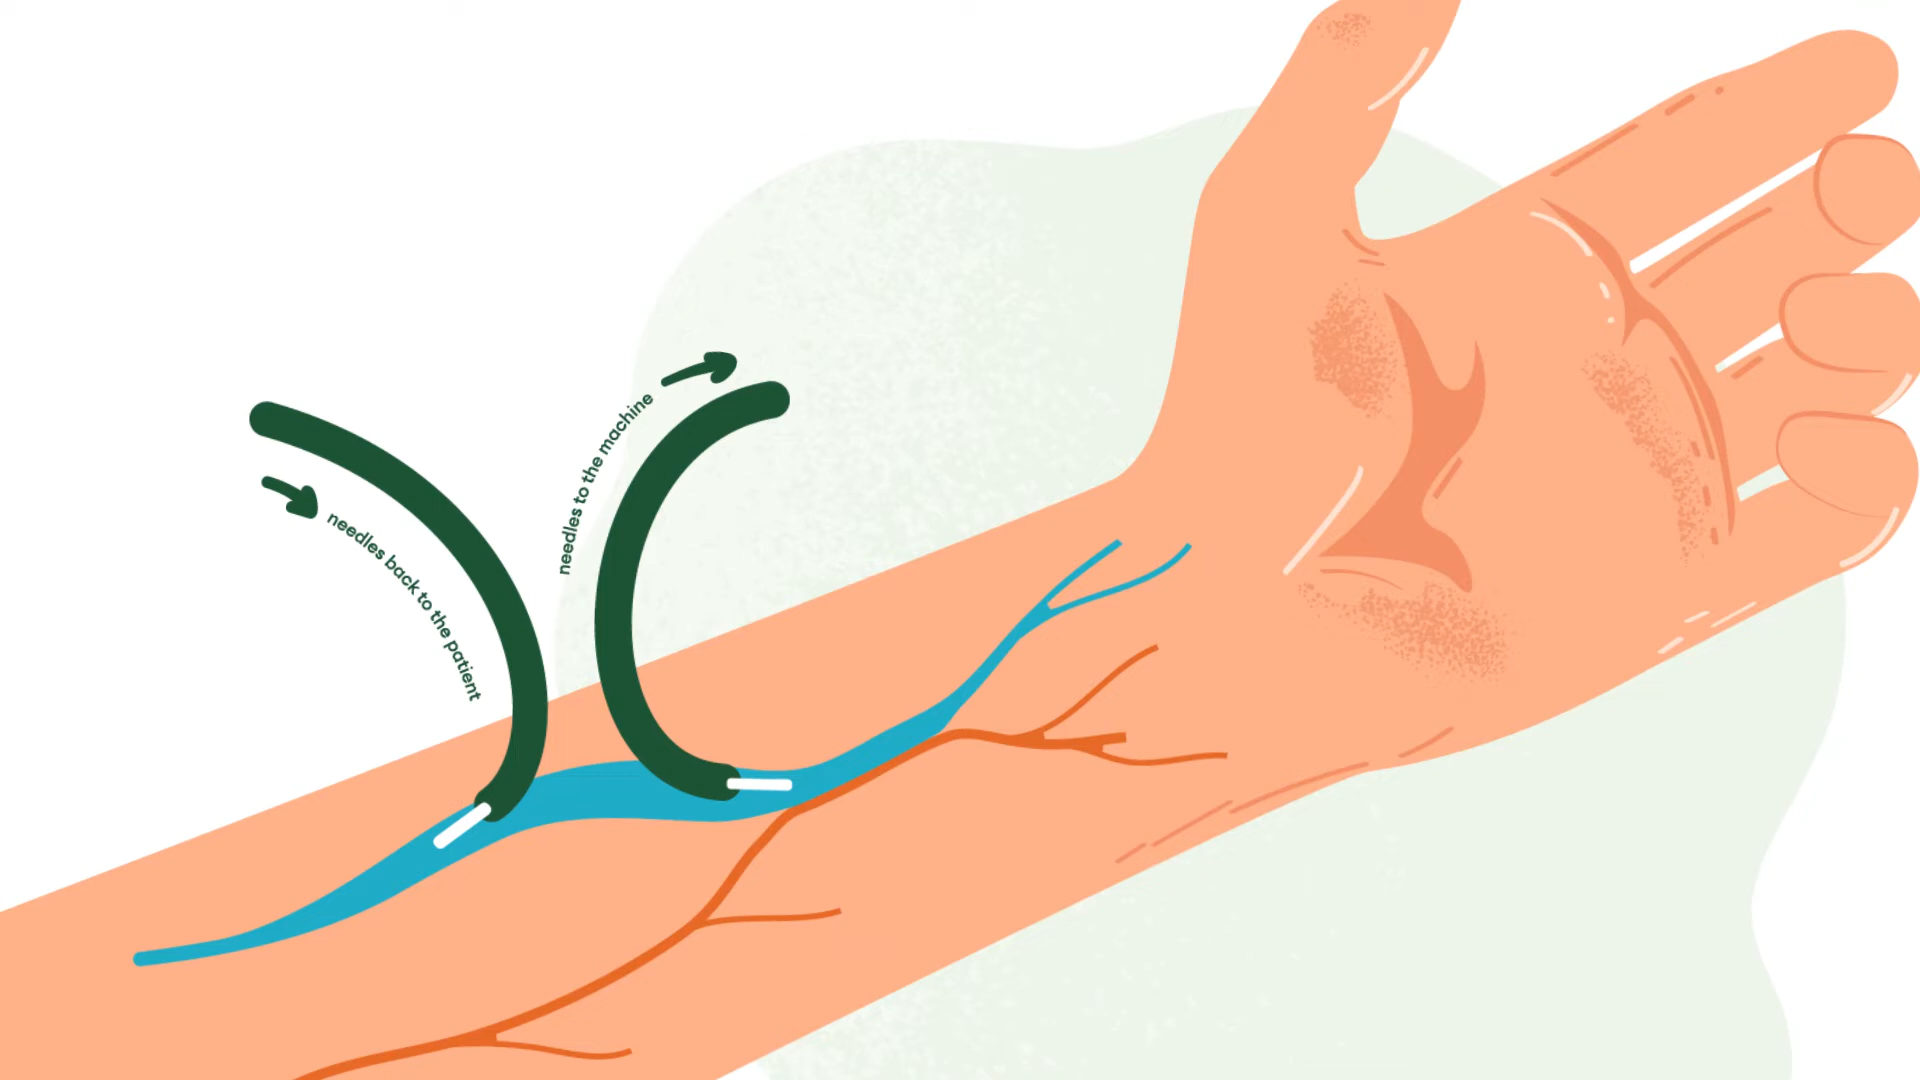 needles back to the patient
needles to the machine